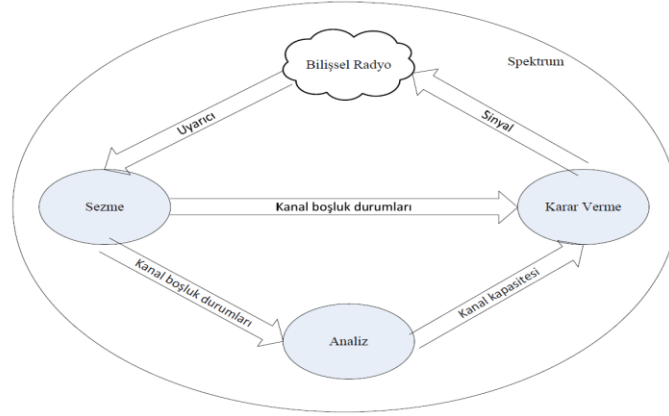 Bilişsel Radyo
Spektrum
Uyarıcı
Sinyal
Sezme
Kanal boşluk durumları
Karar Verme
Kanal boşluk durumları
Kanal kapasitesi
Analiz